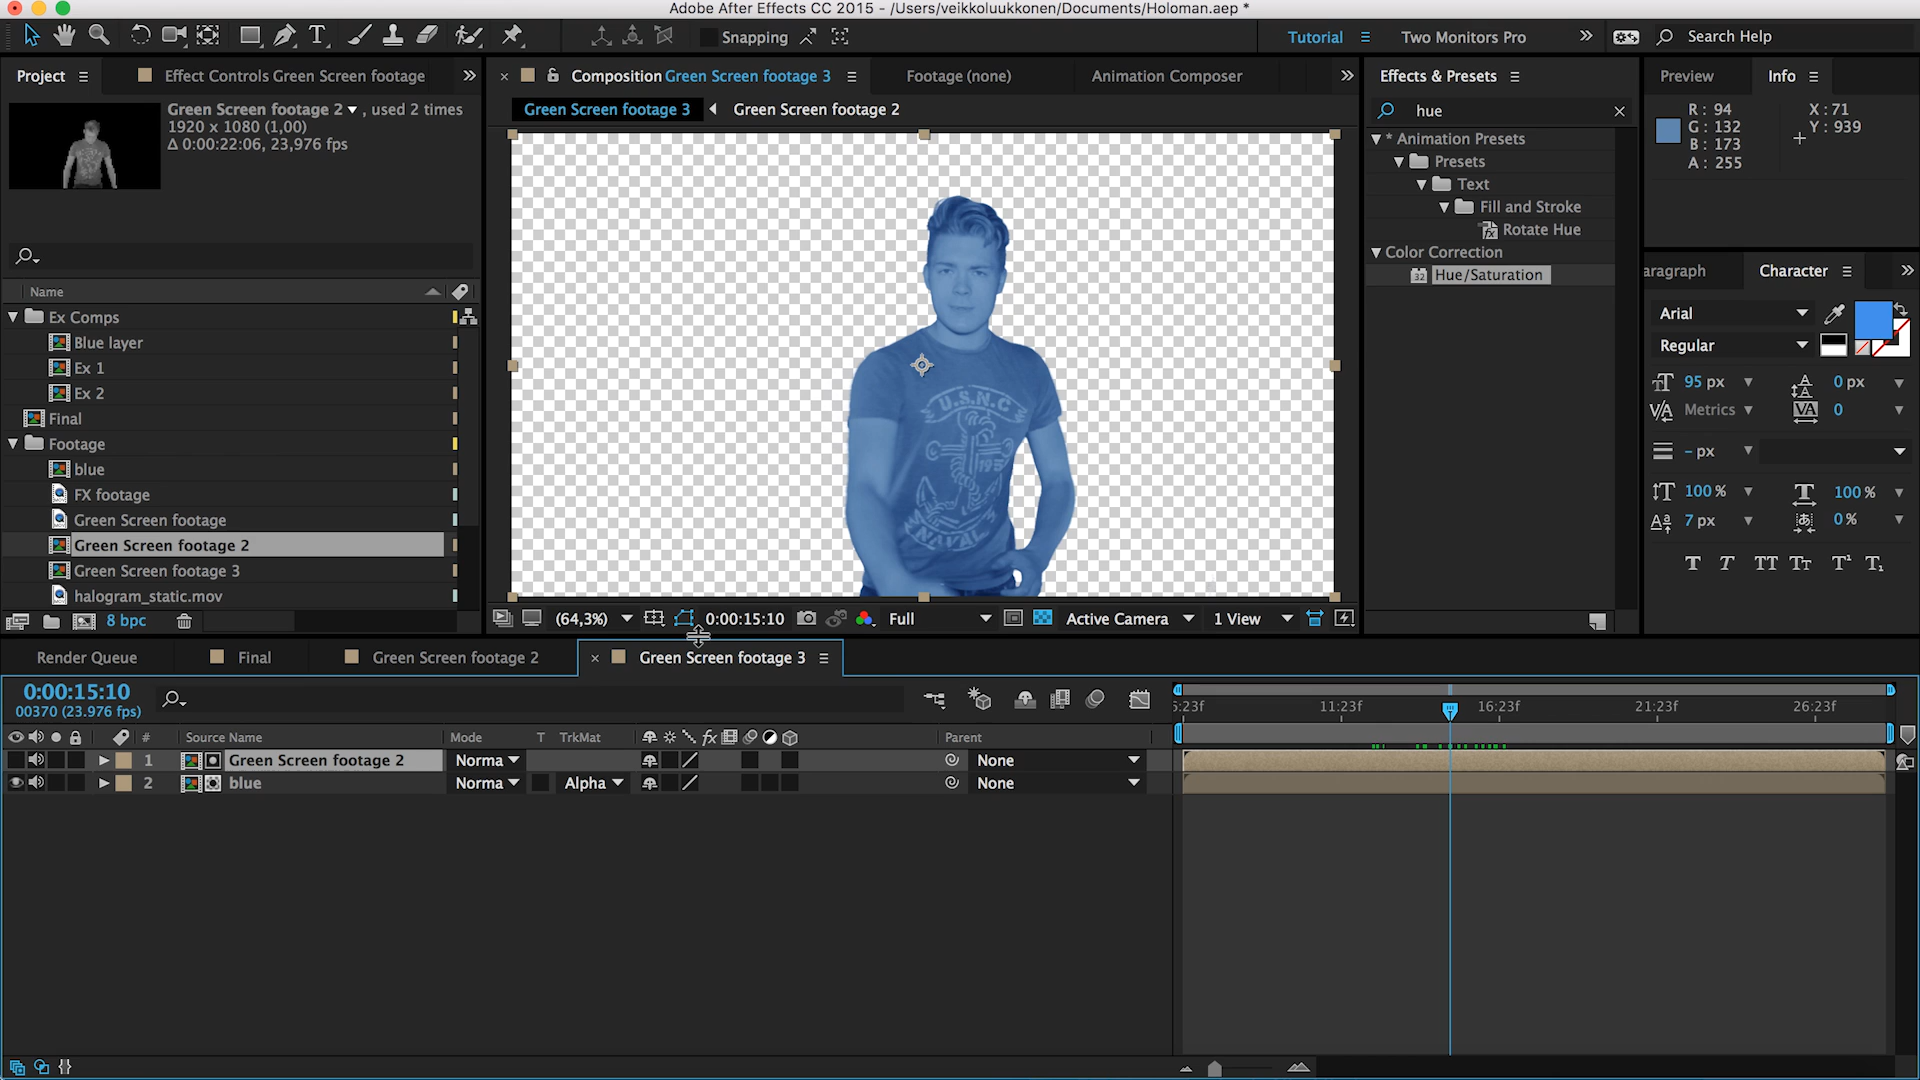 Adobe After Effects CC 2015 - /Users/veikkoluukkonen/Documents/Holoman.aep *
Snapping
Tutorial
Two Monitors Pro
Search Help
Project
Effect Controls Green Screen footage
Composition Green Screen footage 3
Footage (none)
Animation Composer
Effects & Presets
Preview
Info
Green Screen footage 2 , used 2 times
1920 x 1080 (1,00)
Δ 0:00:22:06, 23,976 fps
Green Screen footage 3
Green Screen footage 2
hue
R : 94
G : 132
B : 173
A : 255
X : 71
Y : 939
* Animation Presets
Presets
Text
Fill and Stroke
Rotate Hue
Color Correction
32
Hue/Saturation
aragraph
Character
Arial
Regular
95 px
0 px
Metrics
0
- px
100 %
100 %
7 px
0 %
Name
Ex Comps
Blue layer
Ex 1
Ex 2
Final
Footage
blue
FX footage
Green Screen footage
Green Screen footage 2
Green Screen footage 3
halogram_static.mov
8 bpc
U.S.N.C
195
NAVAL
(64,3%)
0:00:15:10
Full
Active Camera
1 View
Render Queue
Final
Green Screen footage 2
Green Screen footage 3
0:00:15:10
00370 (23.976 fps)
5:23f
11:23f
16:23f
21:23f
26:23f
#
Source Name
Mode
T
TrkMat
Parent
1
Green Screen footage 2
Norma
None
2
blue
Norma
Alpha
None